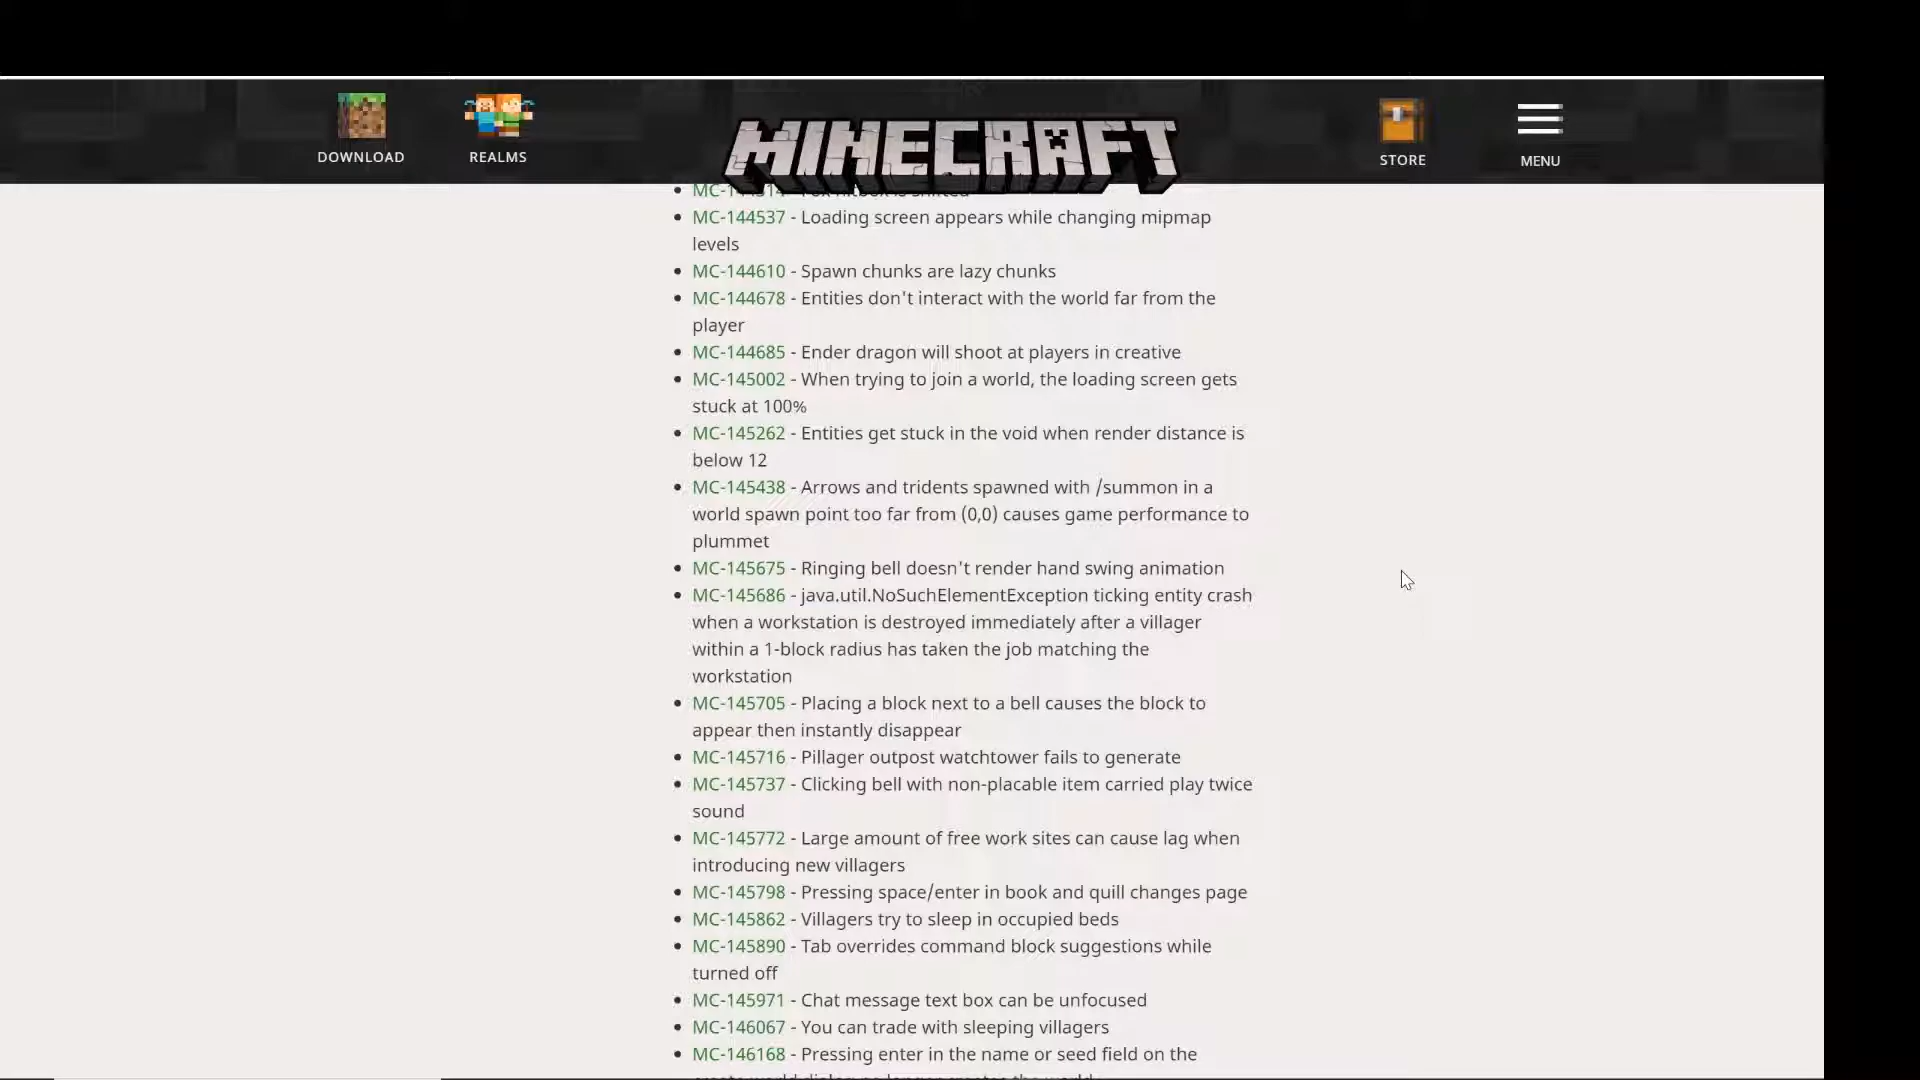 DOWNLOAD
REALMS
MINECRAFT
STORE
MENU
MC-144537 - Loading screen appears while changing mipmap
levels
MC-144610 - Spawn chunks are lazy chunks
MC-144678 - Entities don't interact with the world far from the
player
MC-144685 - Ender dragon will shoot at players in creative
MC-145002 - When trying to join a world, the loading screen gets
stuck at 100%
MC-145262 - Entities get stuck in the void when render distance is
below 12
MC-145438 - Arrows and tridents spawned with /summon in a
world spawn point too far from (0,0) causes game performance to
plummet
MC-145675 - Ringing bell doesn't render hand swing animation
MC-145686 - java.util.NoSuchElementException ticking entity crash
when a workstation is destroyed immediately after a villager
within a 1-block radius has taken the job matching the
workstation
MC-145705 - Placing a block next to a bell causes the block to
appear then instantly disappear
MC-145716 - Pillager outpost watchtower fails to generate
MC-145737 - Clicking bell with non-placable item carried play twice
sound
MC-145772 - Large amount of free work sites can cause lag when
introducing new villagers
MC-145798 - Pressing space/enter in book and quill changes page
MC-145862 - Villagers try to sleep in occupied beds
MC-145890 - Tab overrides command block suggestions while
turned off
MC-145971 - Chat message text box can be unfocused
MC-146067 - You can trade with sleeping villagers
MC-146168 - Pressing enter in the name or seed field on the